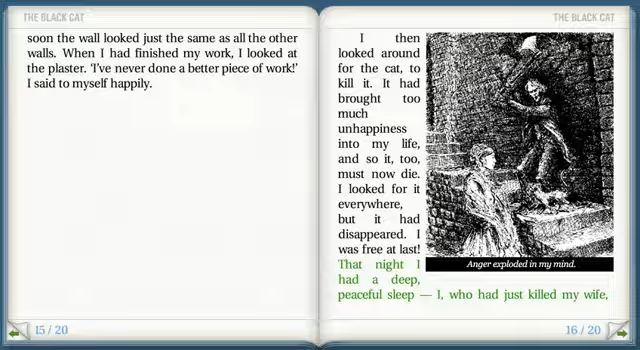 THE BLACK CAT
soon the wall looked just the same as all the other
walls. When I had finished my work, I looked at
the plaster. ‘I’ve never done a better piece of work!’
I said to myself happily.
15 / 20
THE BLACK CAT
I then
looked around
for the cat, to
kill it. It had
brought too
much
unhappiness
into my life,
and so it, too,
must now die.
I looked for it
everywhere,
but it had
disappeared. I
was free at last!
That night I
had a deep,
peaceful sleep — I, who had just killed my wife,
Anger exploded in my mind.
16 / 20